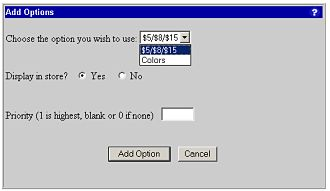 Add Options ?
Choose the option you wish to use: $5/$8/$15
$5/$8/$15
Colors
Display in store? Yes No
Priority (1 is highest, blank or 0 if none)
Add Option Cancel